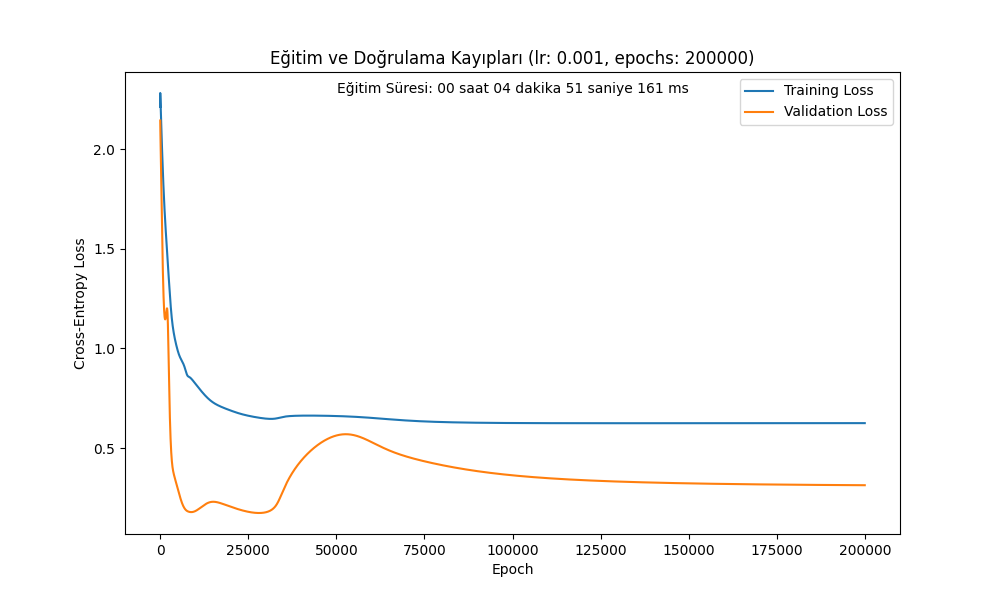 Eğitim ve Doğrulama Kayıpları (lr: 0.001, epochs: 200000)
Eğitim Süresi: 00 saat 04 dakika 51 saniye 161 ms
Training Loss
Validation Loss
Cross-Entropy Loss
2.0
1.5
1.0
0.5
0 25000 50000 75000 100000 125000 150000 175000 200000
Epoch